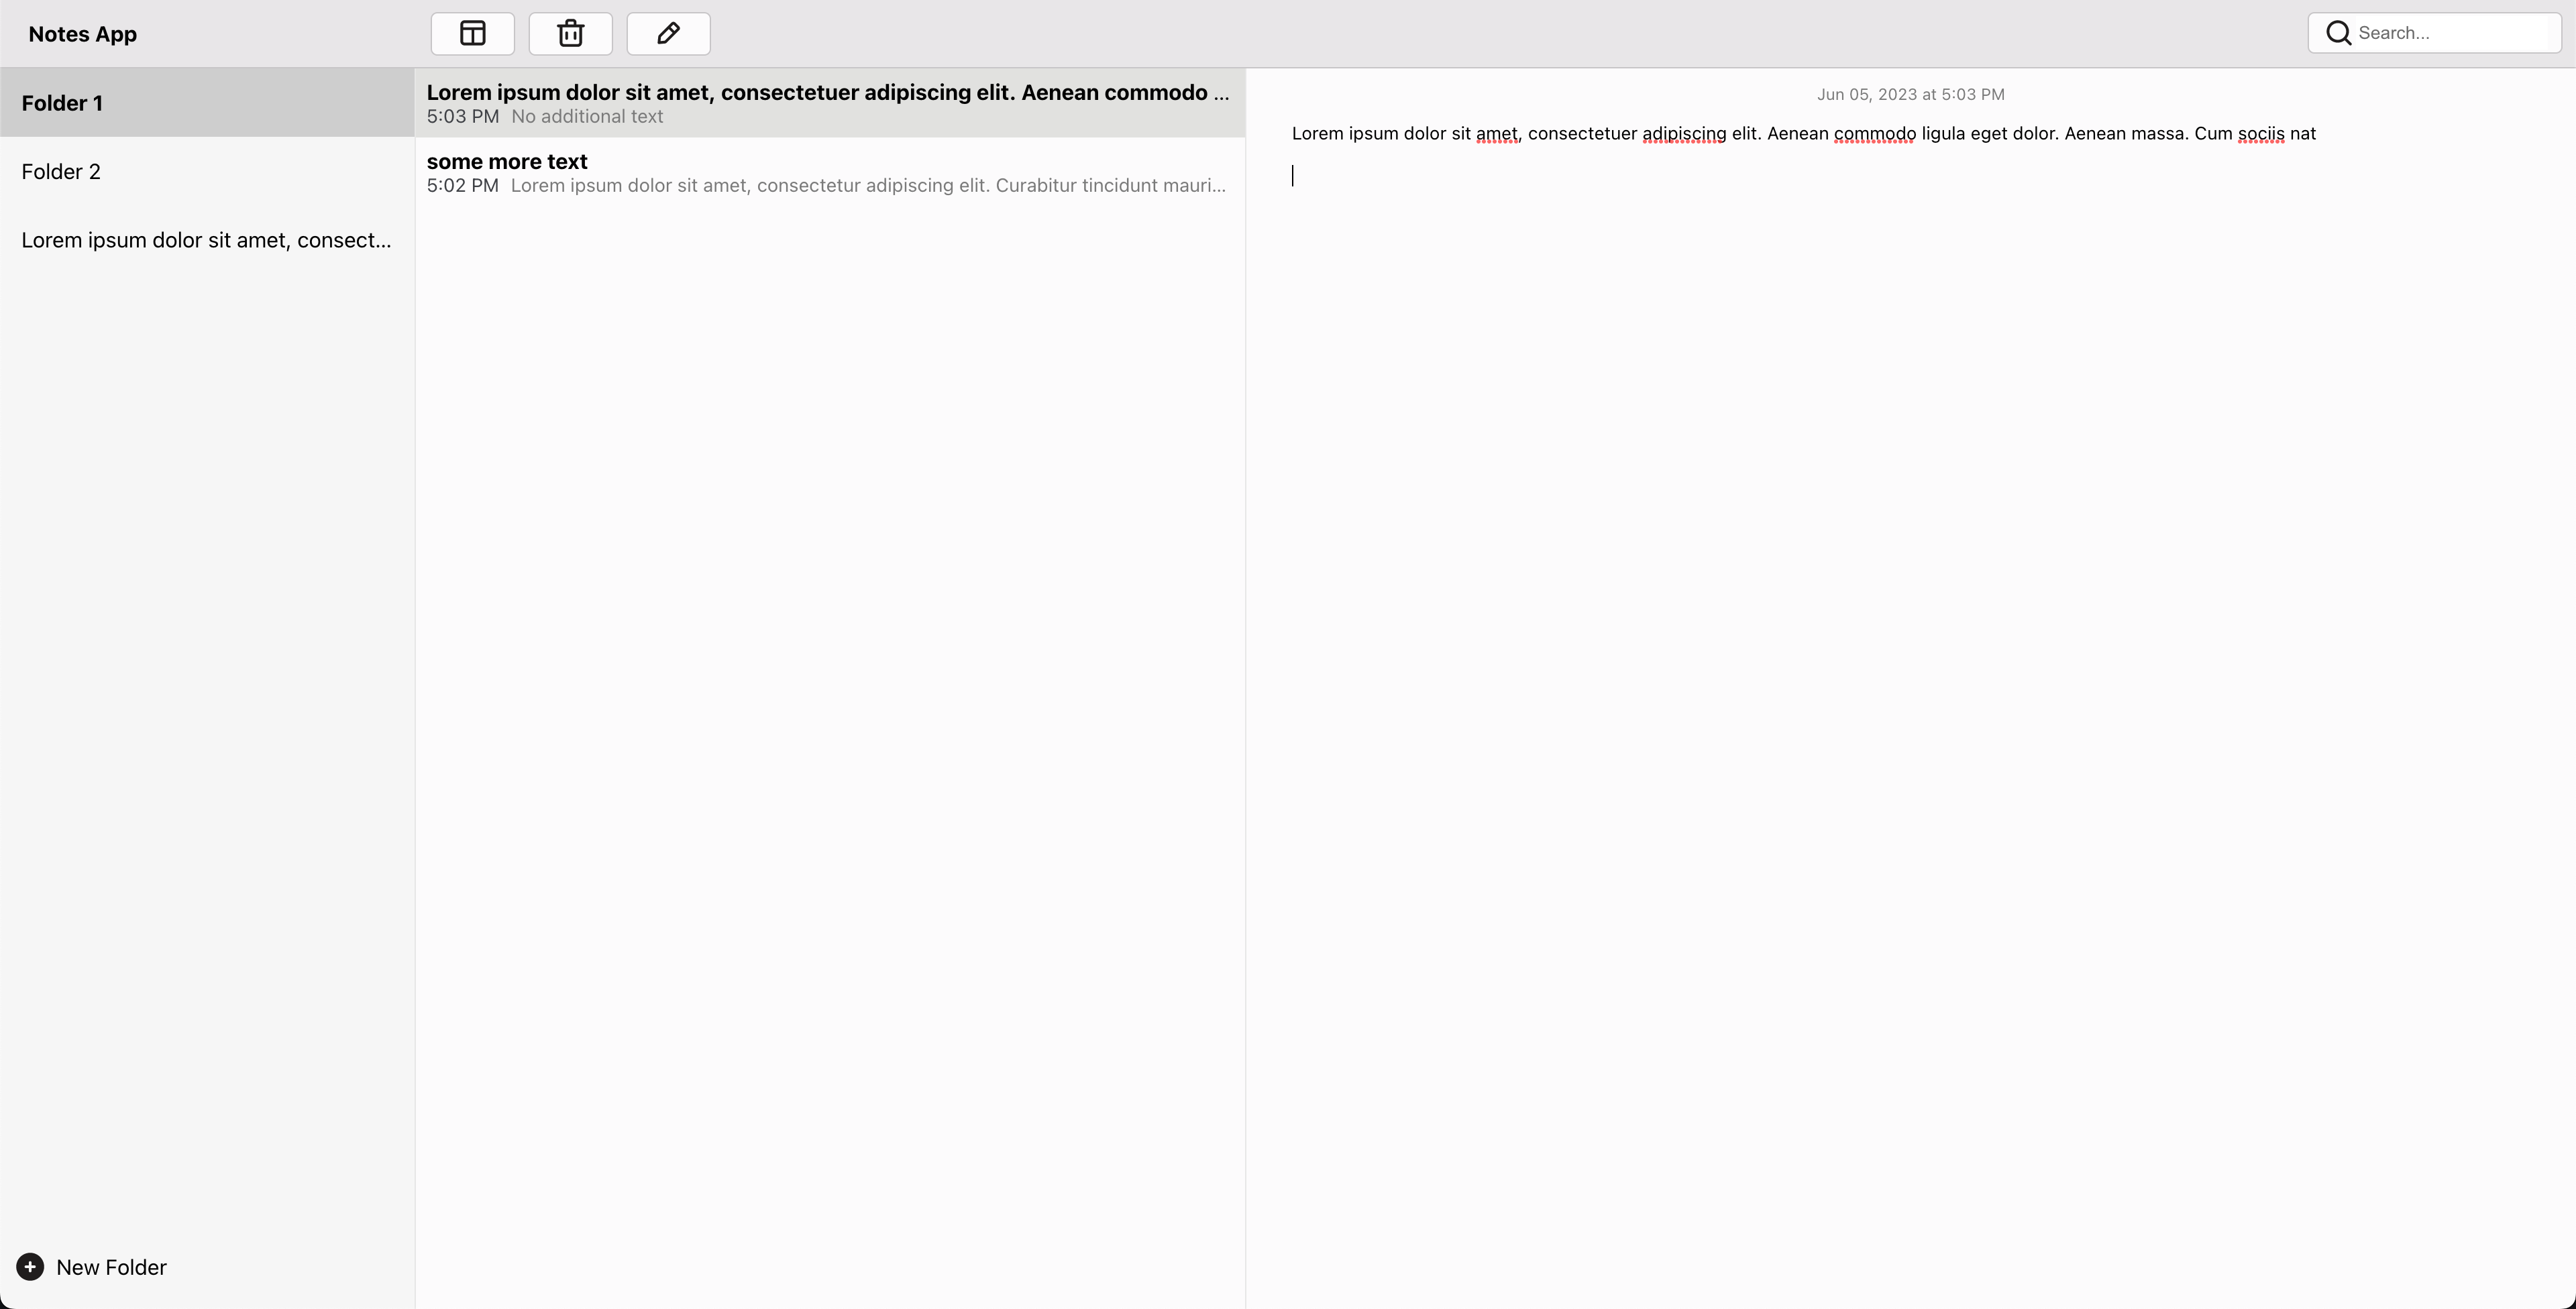 Notes App
Search...
Folder 1
Folder 2
Lorem ipsum dolor sit amet, consect...
New Folder
Lorem ipsum dolor sit amet, consectetuer adipiscing elit. Aenean commodo ...
5:03 PM No additional text
some more text
5:02 PM Lorem ipsum dolor sit amet, consectetur adipiscing elit. Curabitur tincidunt mauri...
Jun 05, 2023 at 5:03 PM
Lorem ipsum dolor sit amet, consectetuer adipiscing elit. Aenean commodo ligula eget dolor. Aenean massa. Cum sociis nat